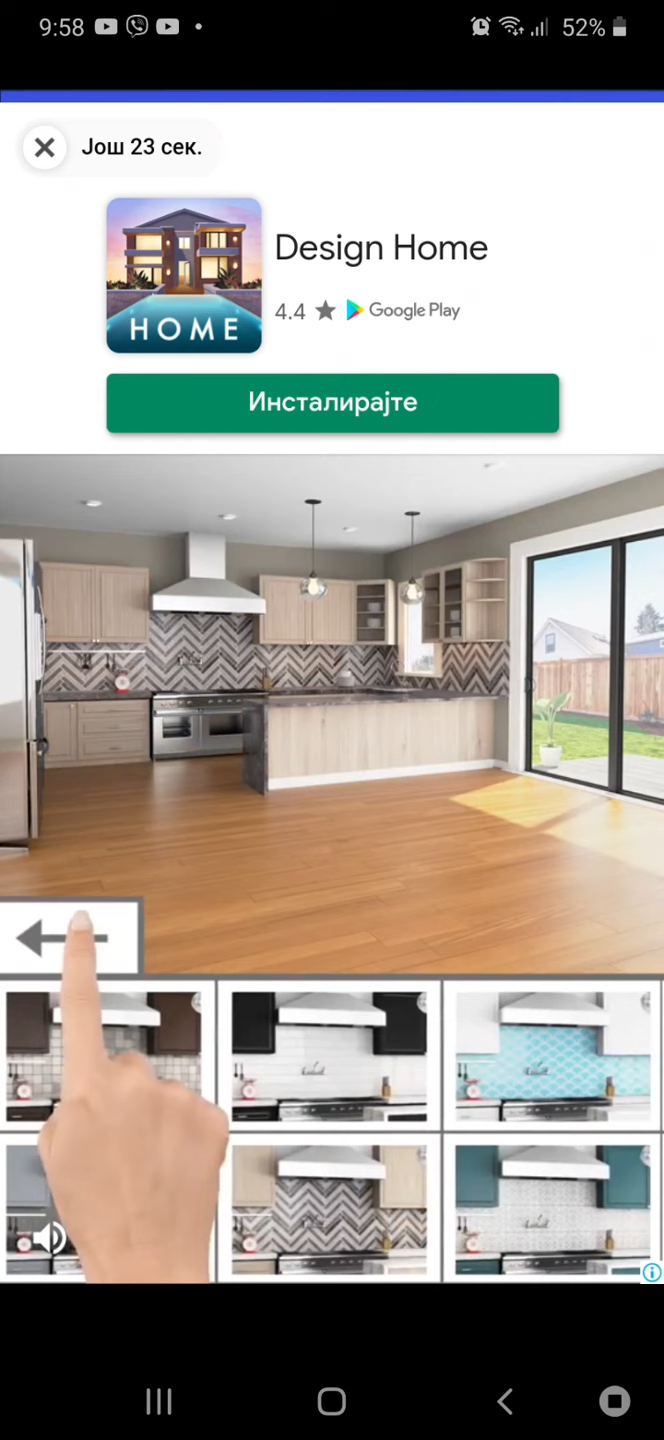 9:58
52%
Још 23 сек.
Design Home
HOME
4.4 ★ Google Play
Инсталирајте